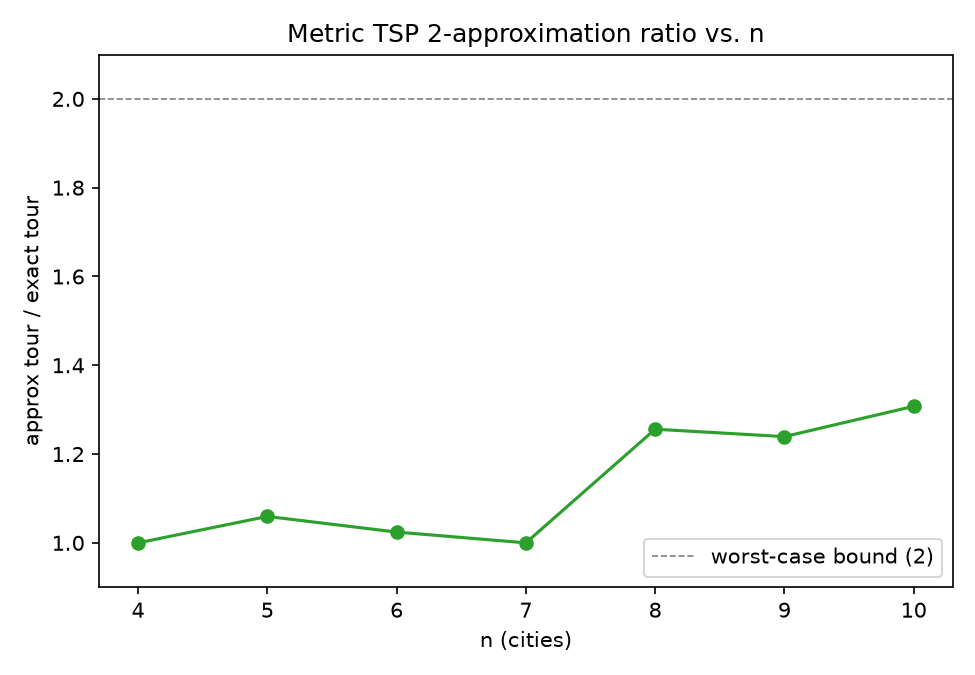 Metric TSP 2-approximation ratio vs. n
approx tour / exact tour
2.0
1.8
1.6
1.4
1.2
1.0
worst-case bound (2)
4 5 6 7 8 9 10
n (cities)